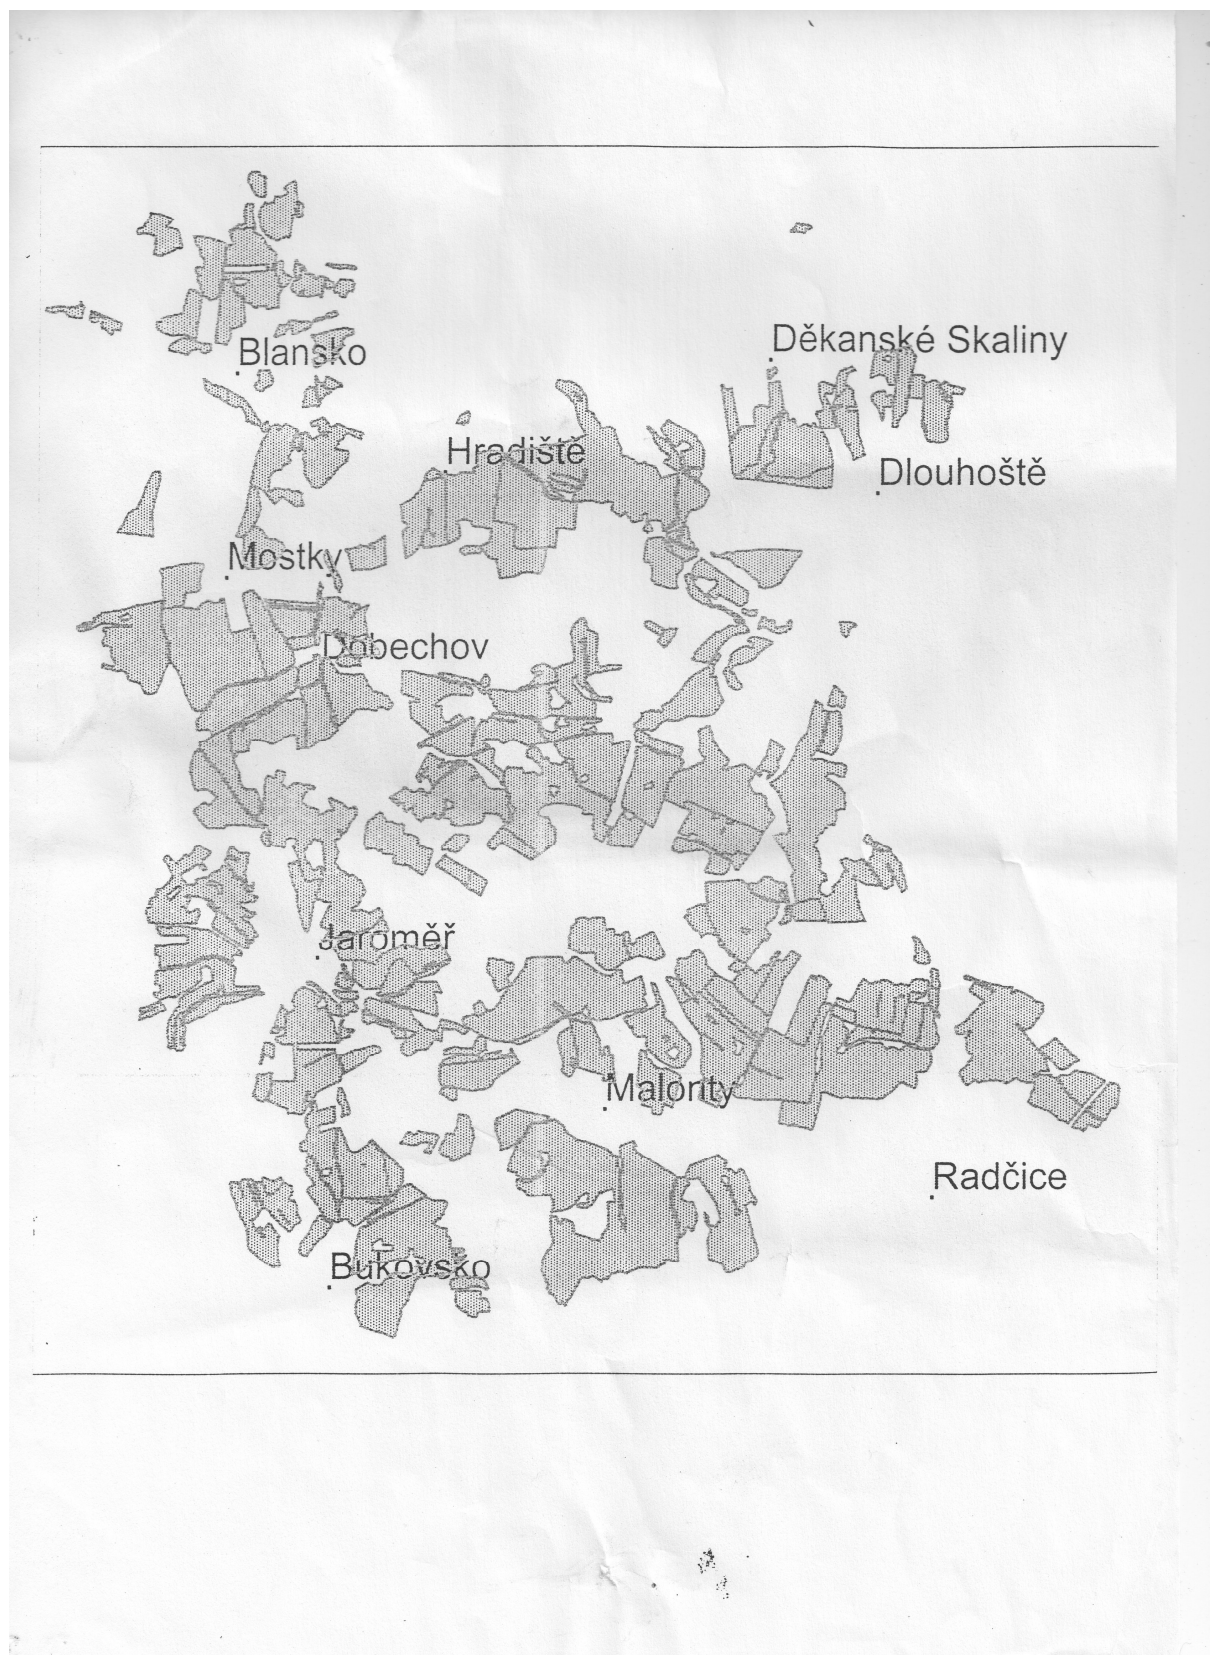 Děkanské Skaliny
Blansko
Hradiště
Dlouhoště
Mostky
Dobechov
Jaroměř
Malonty
Radčice
Bukovsko